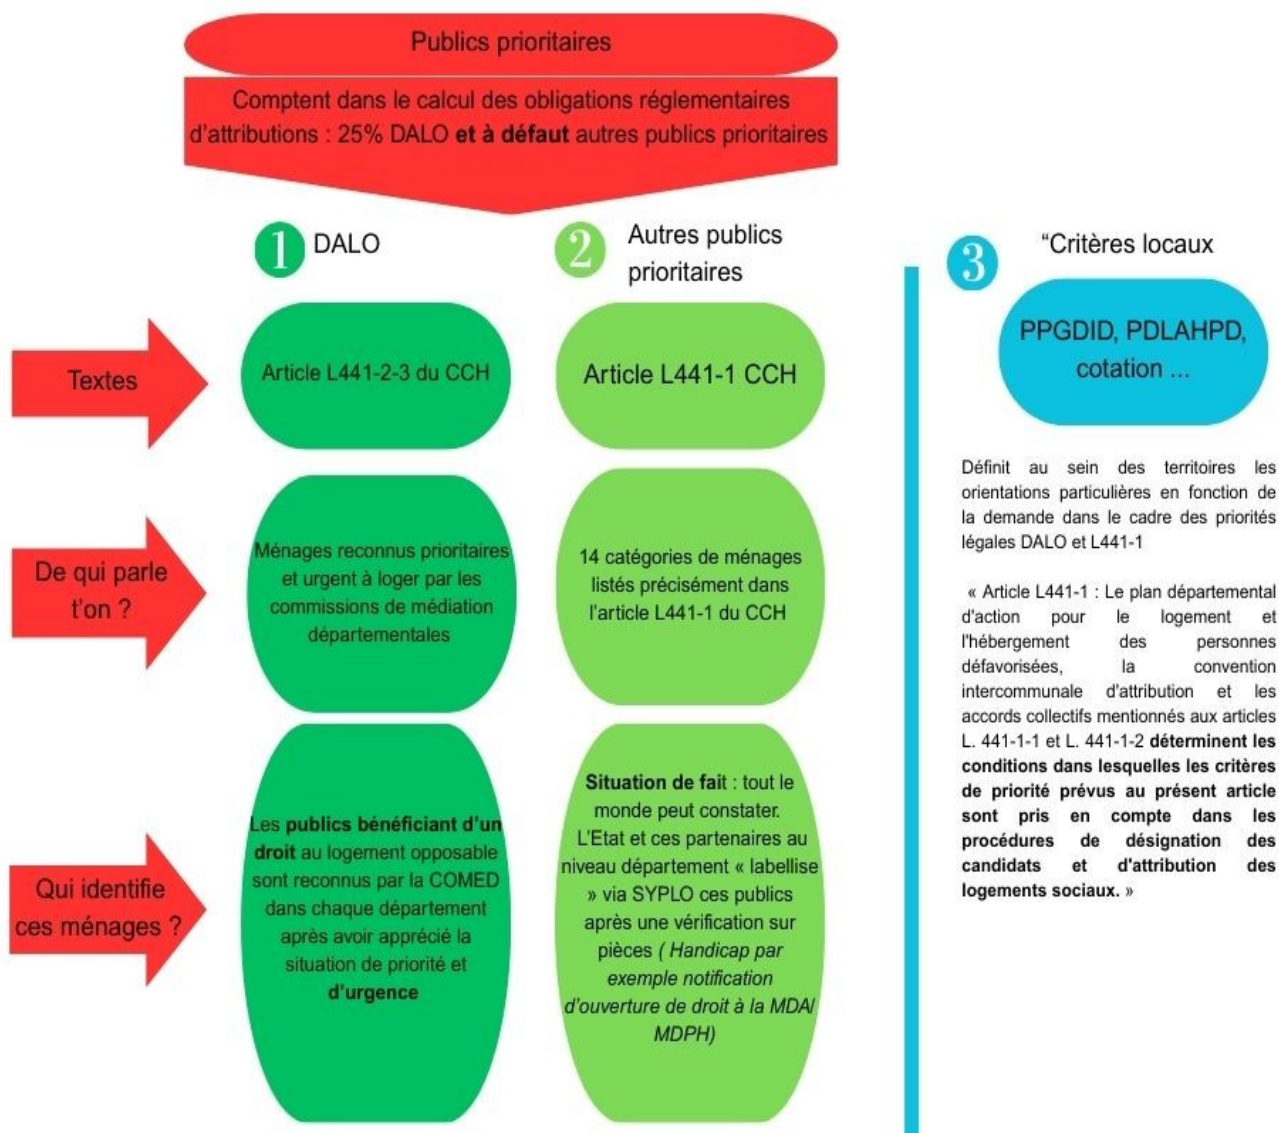 Publics prioritaires
Comptent dans le calcul des obligations réglementaires
d'attributions : 25% DALO et à défaut autres publics prioritaires
1
DALO
2
Autres publics
prioritaires
3
“Critères locaux
Textes
Article L441-2-3 du CCH
Article L441-1 CCH
PPGDID, PDLAHPD,
cotation ...
De qui parle
t'on ?
Ménages reconnus prioritaires
et urgent à loger par les
commissions de médiation
départementales
14 catégories de ménages
listés précisément dans
l'article L441-1 du CCH
Qui identifie
ces ménages ?
Les publics bénéficiant d'un
droit au logement opposable
sont reconnus par la COMED
dans chaque département
après avoir apprécié la
situation de priorité et
d'urgence
Situation de fait : tout le
monde peut constater.
L'Etat et ces partenaires au
niveau département « labellise
» via SYPLO ces publics
après une vérification sur
pièces ( Handicap par
exemple notification
d'ouverture de droit à la MDA/
MDPH)
Définit au sein des territoires les
orientations particulières en fonction de
la demande dans le cadre des priorités
légales DALO et L441-1
« Article L441-1 : Le plan départemental
d'action pour le logement et
l'hébergement des personnes
défavorisées, la convention
intercommunale d'attribution et les
accords collectifs mentionnés aux articles
L. 441-1-1 et L. 441-1-2 déterminent les
conditions dans lesquelles les critères
de priorité prévus au présent article
sont pris en compte dans les
procédures de désignation des
candidats et d'attribution des
logements sociaux. »